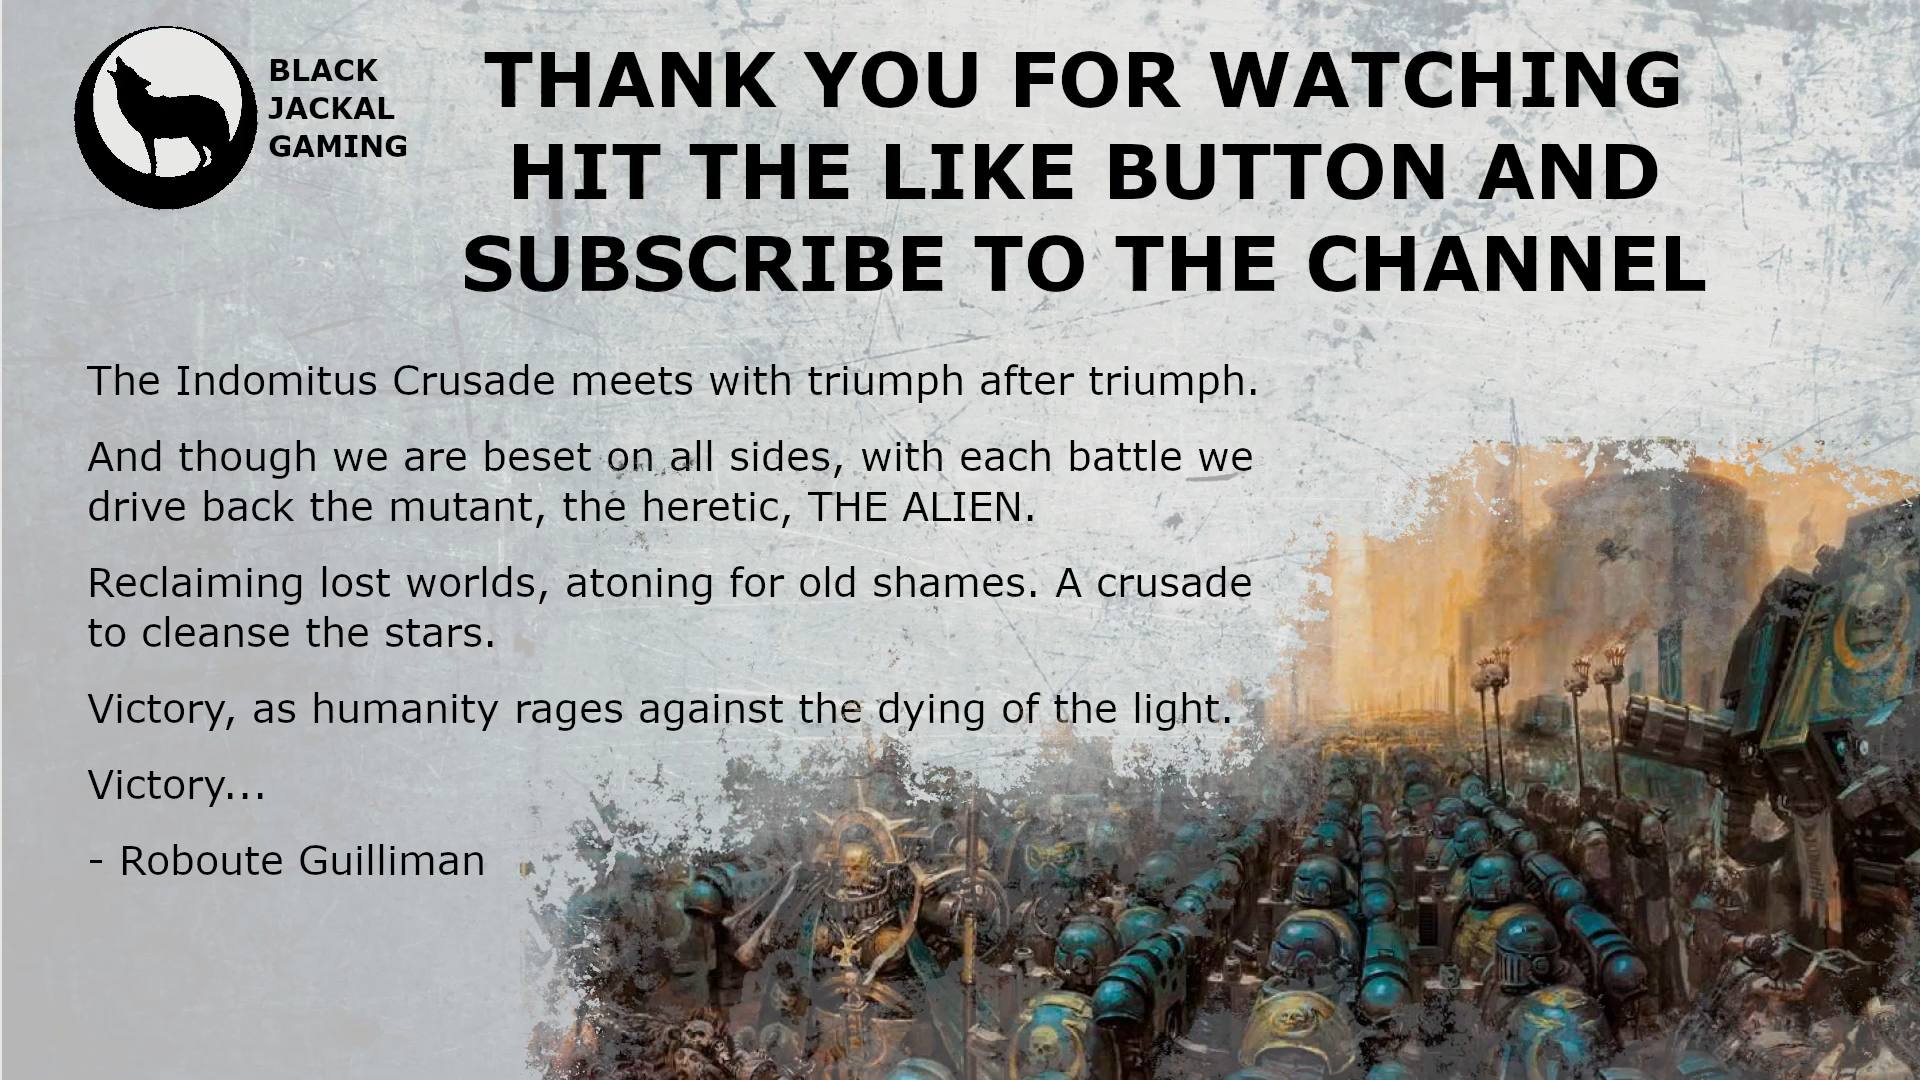 BLACK
JACKAL
GAMING
THANK YOU FOR WATCHING
HIT THE LIKE BUTTON AND
SUBSCRIBE TO THE CHANNEL
The Indomitus Crusade meets with triumph after triumph.
And though we are beset on all sides, with each battle we
drive back the mutant, the heretic, THE ALIEN.
Reclaiming lost worlds, atoning for old shames. A crusade
to cleanse the stars.
Victory, as humanity rages against the dying of the light.
Victory...
- Roboute Guilliman